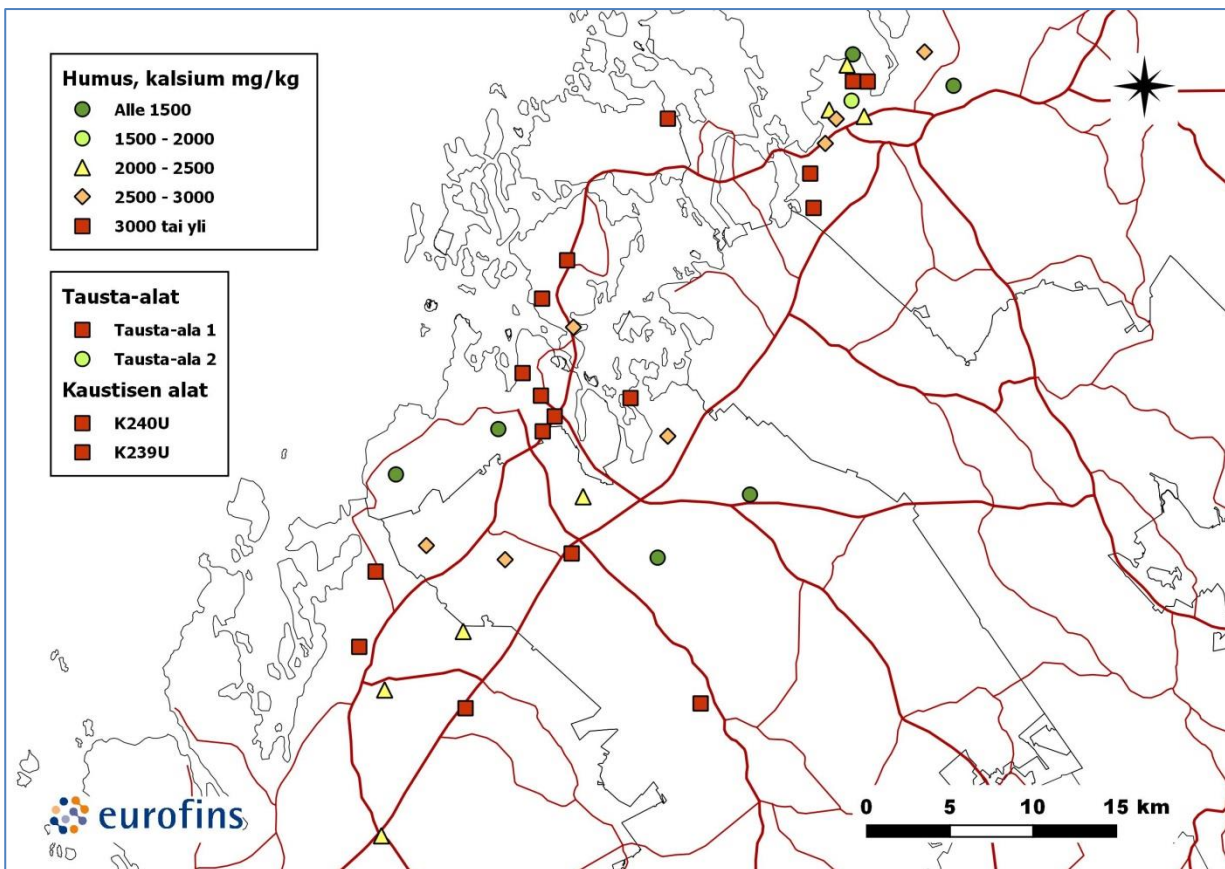 Humus, kalsium mg/kg
Alle 1500
1500 - 2000
2000 - 2500
2500 - 3000
3000 tai yli
Tausta-alat
Tausta-ala 1
Tausta-ala 2
Kaustisen alat
K240U
K239U
eurofins
0 5 10 15 km